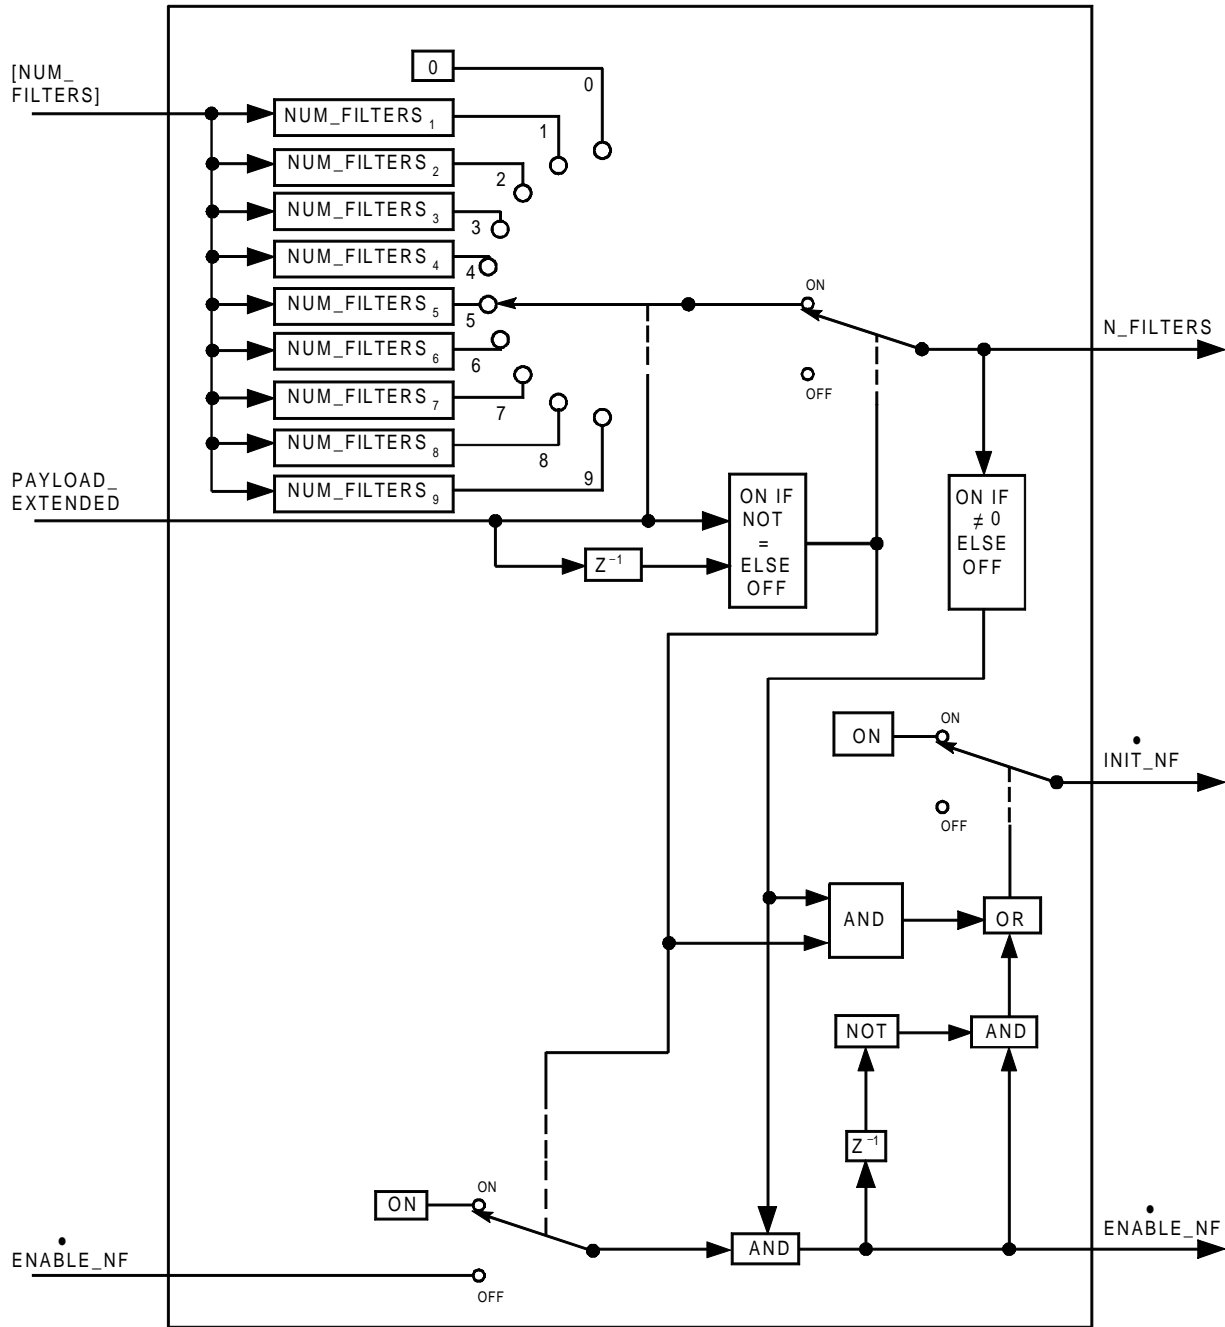 [NUM_
FILTERS]
0
0
NUM_FILTERS 1
1
NUM_FILTERS 2
2
NUM_FILTERS 3
3
NUM_FILTERS 4
4
NUM_FILTERS 5
5
NUM_FILTERS 6
6
NUM_FILTERS 7
7
NUM_FILTERS 8
8
NUM_FILTERS 9
9
ON
OFF
N_FILTERS
PAYLOAD_
EXTENDED
Z⁻¹
ON IF
NOT
=
ELSE
OFF
ON IF
≠ 0
ELSE
OFF
ON
ON
OFF
INIT_NF
AND
OR
NOT
AND
Z⁻¹
ON
ON
OFF
ENABLE_NF
AND
ENABLE_NF